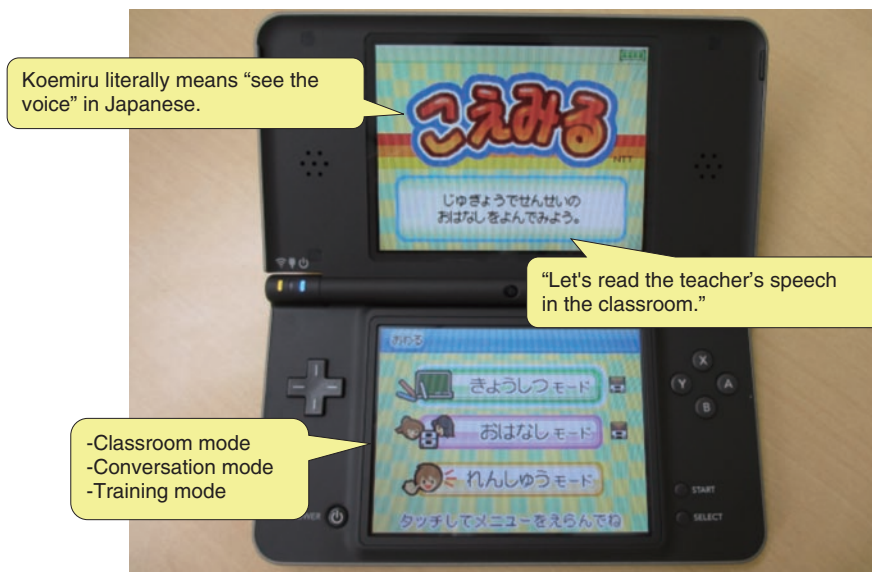 Koemiru literally means “see the
voice” in Japanese.
こえみる
NTT
じゅぎょうでせんせいの
おはなしをよんでみよう。
“Let's read the teacher’s speech
in the classroom.”
おわる
きょうしつモード
おはなしモード
れんしゅうモード
タッチしてメニューをえらんでね
-Classroom mode
-Conversation mode
-Training mode
X
Y
A
B
START
SELECT